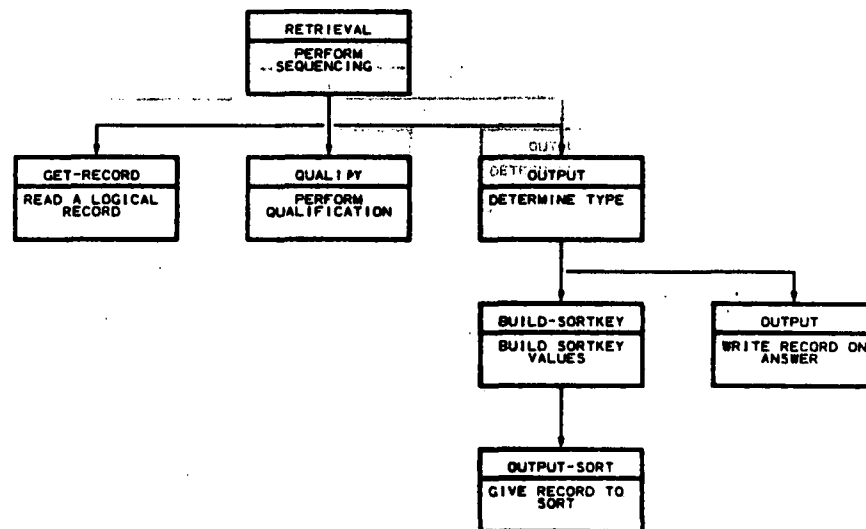 RETRIEVAL
PERFORM
SEQUENCING
GET-RECORD
READ A LOGICAL
RECORD
QUALIFY
PERFORM
QUALIFICATION
OUTPUT
DETERMINE TYPE
BUILD-SORTKEY
BUILD SORTKEY
VALUES
OUTPUT
WRITE RECORD ON
ANSWER
OUTPUT-SORT
GIVE RECORD TO
SORT